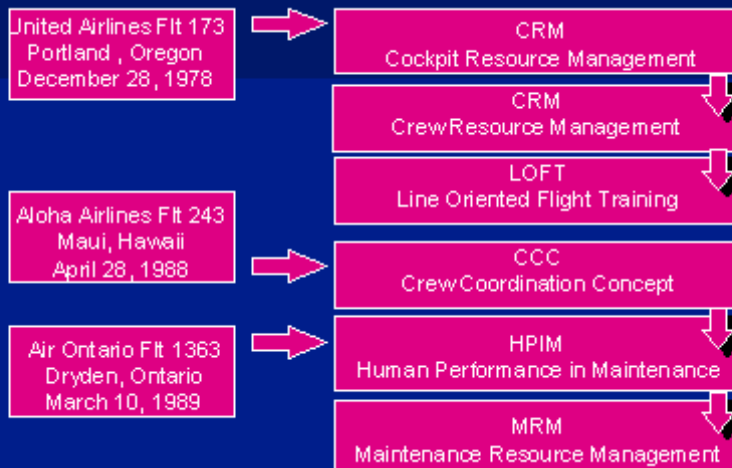 United Airlines Flt 173
Portland , Oregon
December 28, 1978
CRM
Cockpit Resource Management
CRM
Crew Resource Management
LOFT
Line Oriented Flight Training
Aloha Airlines Flt 243
Maui, Hawaii
April 28, 1988
CCC
Crew Coordination Concept
Air Ontario Flt 1363
Dryden, Ontario
March 10, 1989
HPIM
Human Performance in Maintenance
MRM
Maintenance Resource Management